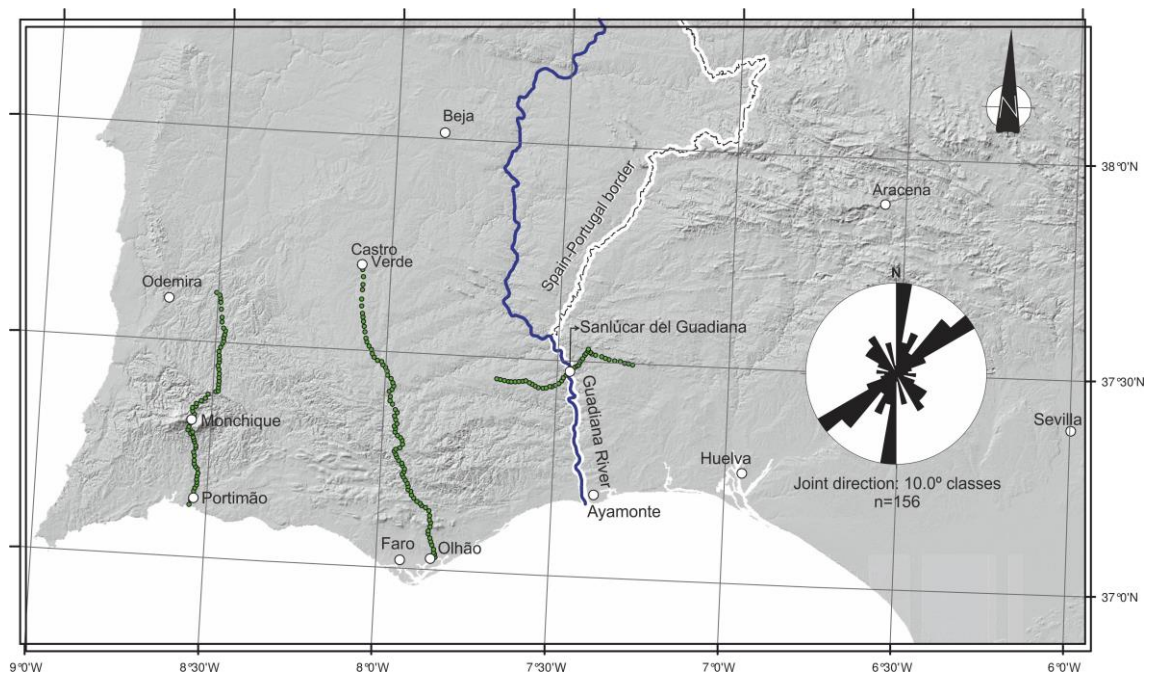 Beja
38°0'N
Aracena
Spain-Portugal border
Castro
Verde
Odemira
N
N
Sanlúcar del Guadiana
37°30'N
Guadiana River
Monchique
Sevilla
Huelva
Joint direction: 10.0º classes
n=156
Portimão
Ayamonte
Faro
Olhão
37°0'N
9°0'W
8°30'W
8°0'W
7°30'W
7°0'W
6°30'W
6°0'W